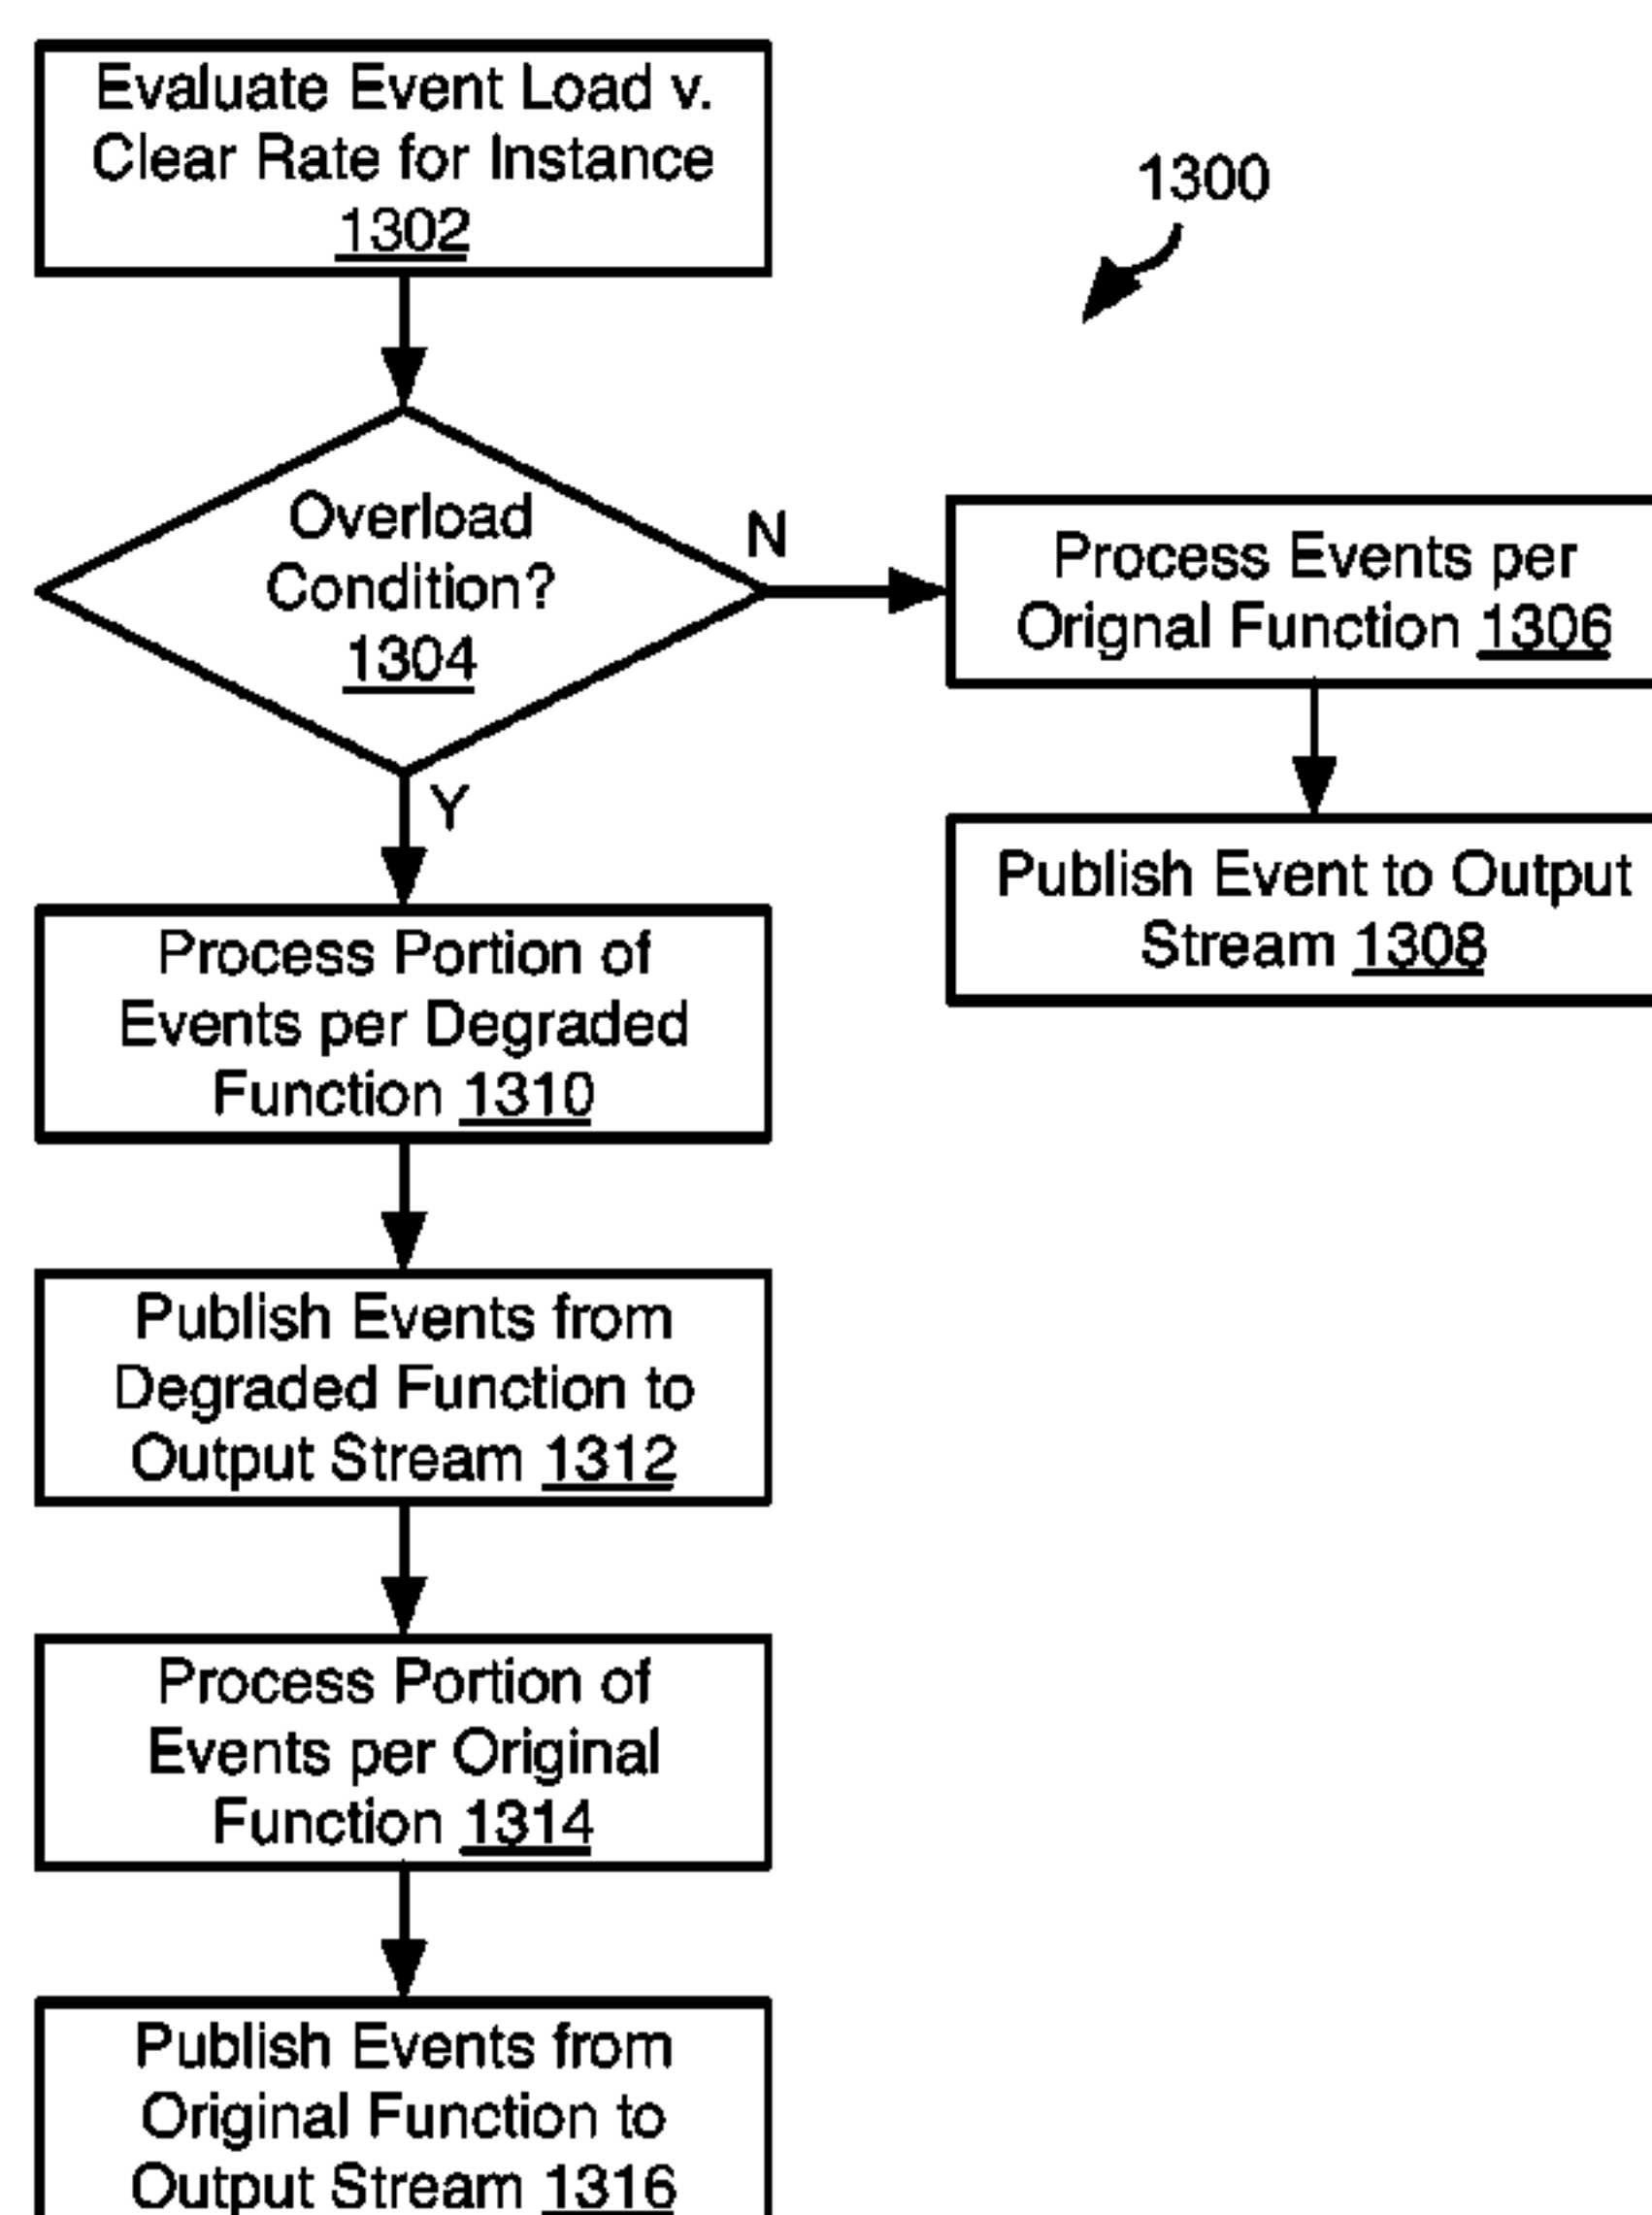 Evaluate Event Load v.
Clear Rate for Instance
1302
1300
Overload
Condition?
1304
N
Process Events per
Orignal Function 1306
Y
Publish Event to Output
Stream 1308
Process Portion of
Events per Degraded
Function 1310
Publish Events from
Degraded Function to
Output Stream 1312
Process Portion of
Events per Original
Function 1314
Publish Events from
Original Function to
Output Stream 1316